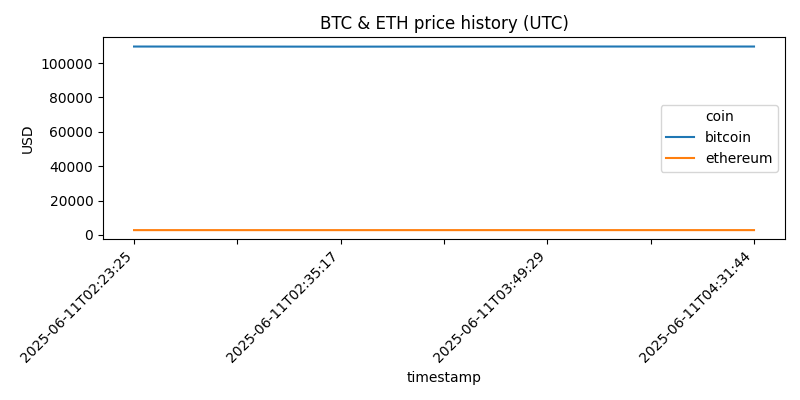 BTC & ETH price history (UTC)
100000
80000
60000
40000
20000
0
USD
coin
bitcoin
ethereum
2025-06-11T02:23:25
2025-06-11T02:35:17
2025-06-11T03:49:29
2025-06-11T04:31:44
timestamp